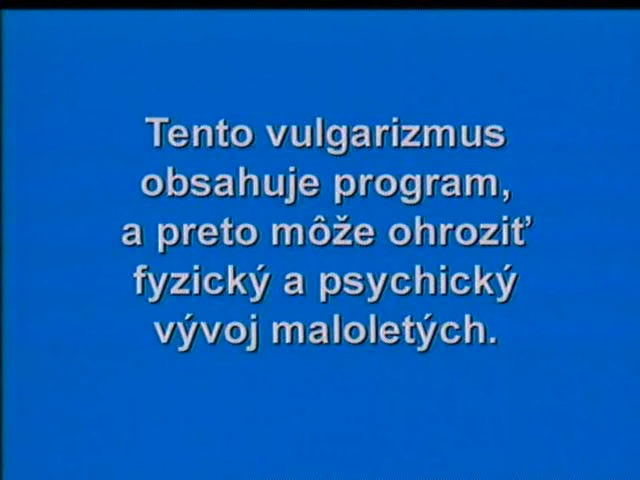 Tento vulgarizmus
obsahuje program,
a preto môže ohroziť
fyzický a psychický
vývoj maloletých.